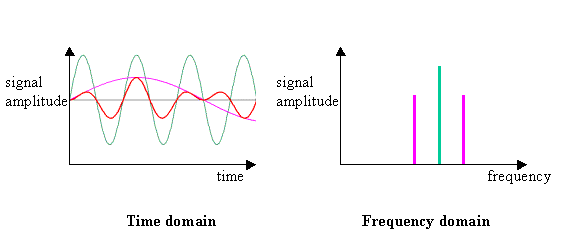 signal
amplitude
time
Time domain
signal
amplitude
frequency
Frequency domain